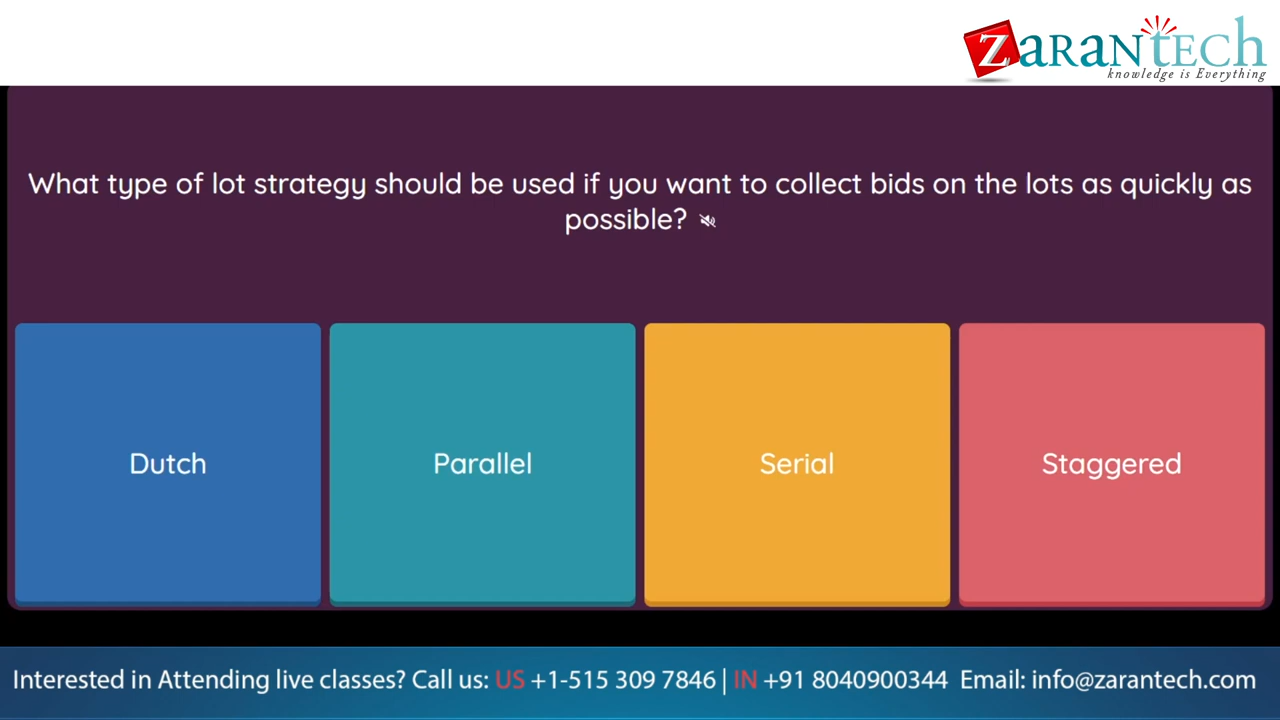 ZARANTECH
knowledge is Everything
What type of lot strategy should be used if you want to collect bids on the lots as quickly as
possible?
Dutch
Parallel
Serial
Staggered
Interested in Attending live classes? Call us: US +1-515 309 7846 | IN +91 8040900344 Email: info@zarantech.com